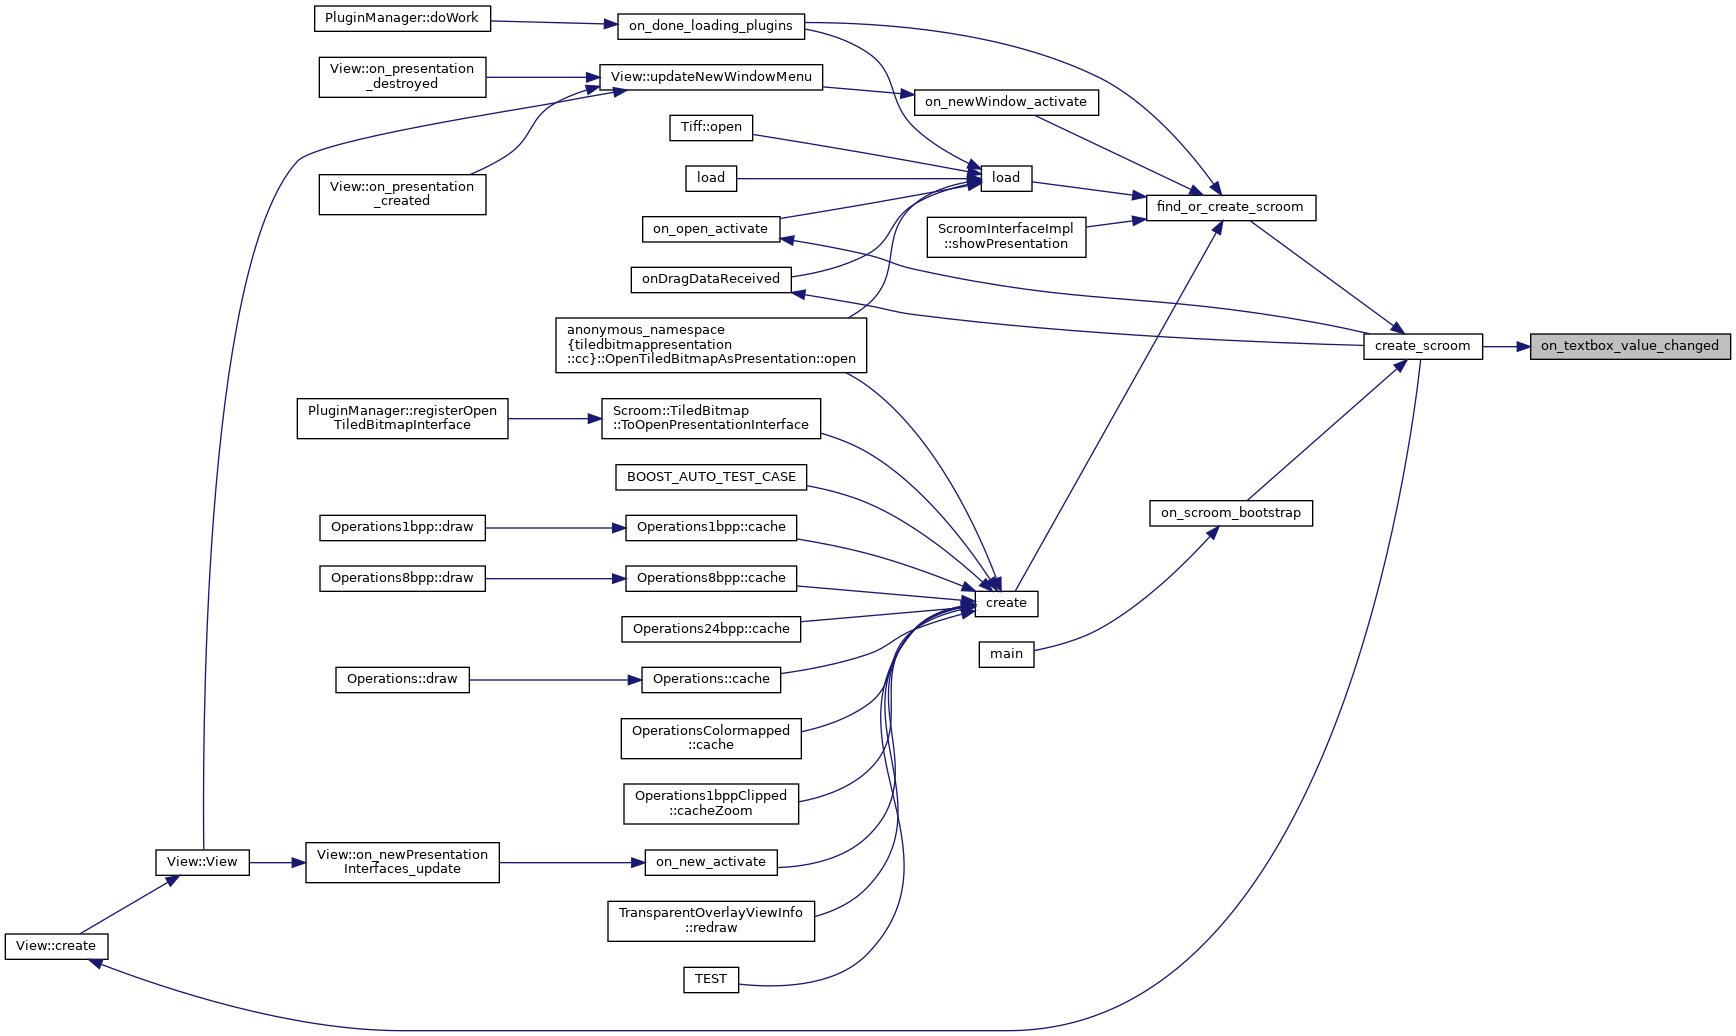 PluginManager::doWork
on_done_loading_plugins
View::on_presentation
_destroyed
View::updateNewWindowMenu
on_newWindow_activate
Tiff::open
load
load
View::on_presentation
_created
find_or_create_scroom
on_open_activate
ScroomInterfaceImpl
::showPresentation
onDragDataReceived
anonymous_namespace
{tiledbitmappresentation
::cc}::OpenTiledBitmapAsPresentation::open
create_scroom
on_textbox_value_changed
PluginManager::registerOpen
TiledBitmapInterface
Scroom::TiledBitmap
::ToOpenPresentationInterface
BOOST_AUTO_TEST_CASE
on_scroom_bootstrap
Operations1bpp::draw
Operations1bpp::cache
Operations8bpp::draw
Operations8bpp::cache
create
Operations24bpp::cache
main
Operations::draw
Operations::cache
OperationsColormapped
::cache
Operations1bppClipped
::cacheZoom
View::View
View::on_newPresentation
Interfaces_update
on_new_activate
TransparentOverlayViewInfo
::redraw
View::create
TEST